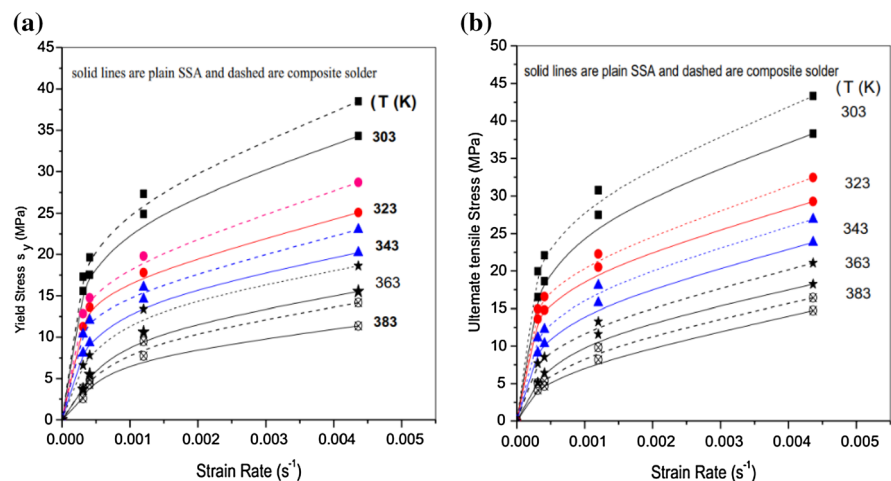 (a)
45
40
35
30
25
20
15
10
5
0
Yield Stress s_y (MPa)
solid lines are plain SSA and dashed are composite solder
(T (K)
303
323
343
363
383
0.000 0.001 0.002 0.003 0.004 0.005
Strain Rate (s⁻¹)
(b)
50
45
40
35
30
25
20
15
10
5
0
Ultemate tensile Stress (MPa)
solid lines are plain SSA and dashed are composite solder
(T (K)
303
323
343
363
383
0.000 0.001 0.002 0.003 0.004 0.005
Strain Rate (s⁻¹)